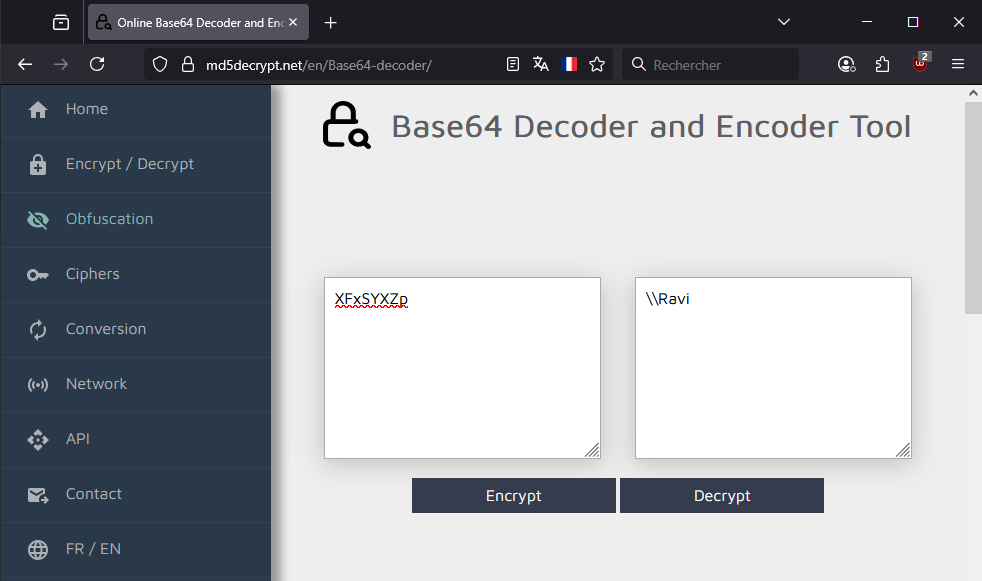 Online Base64 Decoder and Enc
md5decrypt.net/en/Base64-decoder/
Rechercher
2
Home
Encrypt / Decrypt
Obfuscation
Ciphers
Conversion
Network
API
Contact
FR / EN
Base64 Decoder and Encoder Tool
XFxSYXZp
\\Ravi
Encrypt
Decrypt